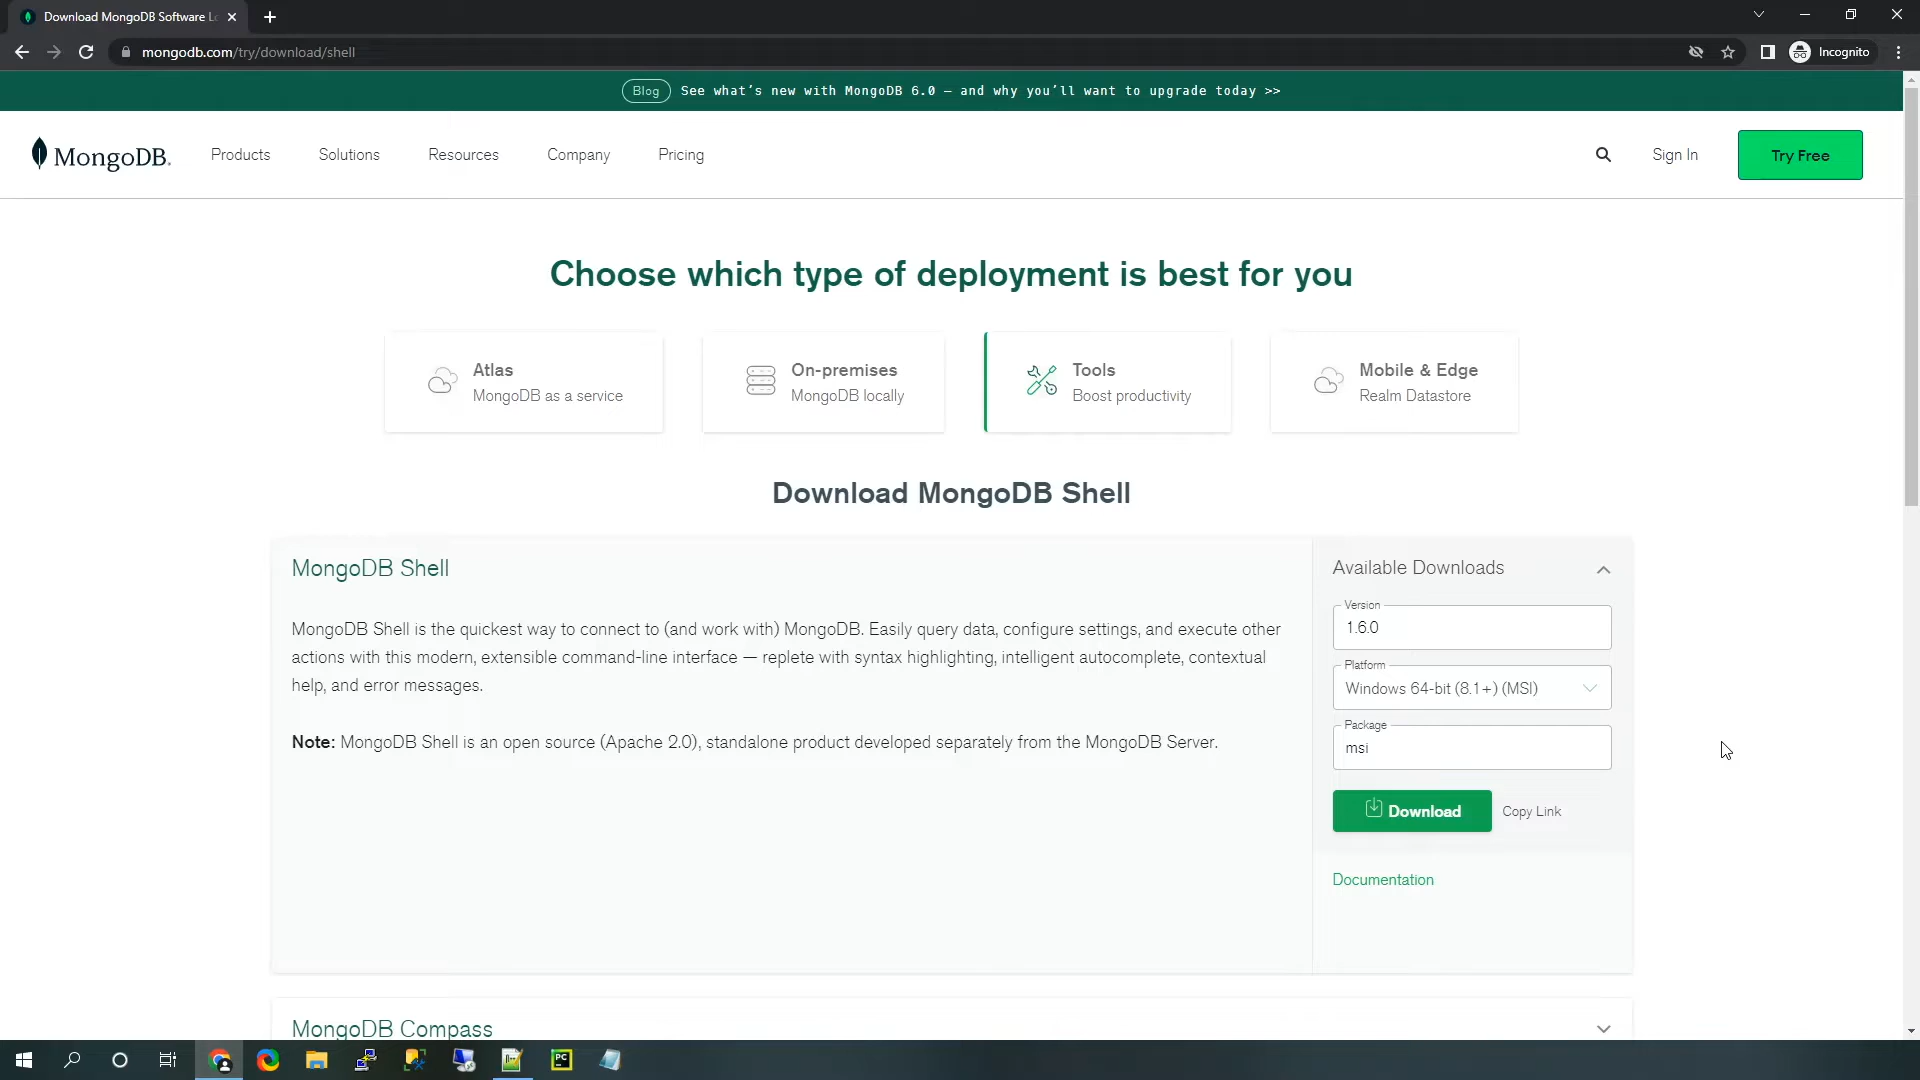 Download MongoDB Software Lo
mongodb.com/try/download/shell
Incognito
Blog See what's new with MongoDB 6.0 — and why you'll want to upgrade today >>
MongoDB.
Products
Solutions
Resources
Company
Pricing
Sign In
Try Free
Choose which type of deployment is best for you
Atlas
MongoDB as a service
On-premises
MongoDB locally
Tools
Boost productivity
Mobile & Edge
Realm Datastore
Download MongoDB Shell
MongoDB Shell
MongoDB Shell is the quickest way to connect to (and work with) MongoDB. Easily query data, configure settings, and execute other
actions with this modern, extensible command-line interface — replete with syntax highlighting, intelligent autocomplete, contextual
help, and error messages.
Note: MongoDB Shell is an open source (Apache 2.0), standalone product developed separately from the MongoDB Server.
Available Downloads
Version
1.6.0
Platform
Windows 64-bit (8.1+) (MSI)
Package
msi
Download
Copy Link
Documentation
MongoDB Compass
PC